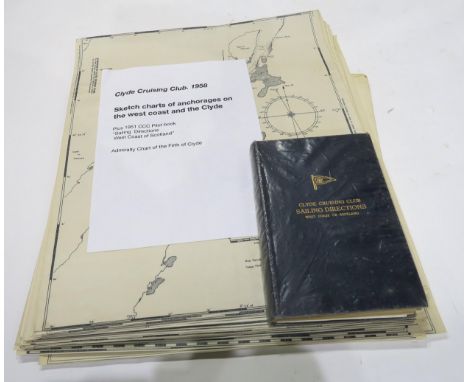 Clyde Cruising Club. 1958
Sketch charts of anchorages on
the west coast and the Clyde
Plus 1951 CCC Pilot book
'Sailing Directions
West Coast of Scotland'
Admiralty Chart of the Firth of Clyde
CLYDE CRUISING CLUB
SAILING DIRECTIONS
WEST COAST OF SCOTLAND